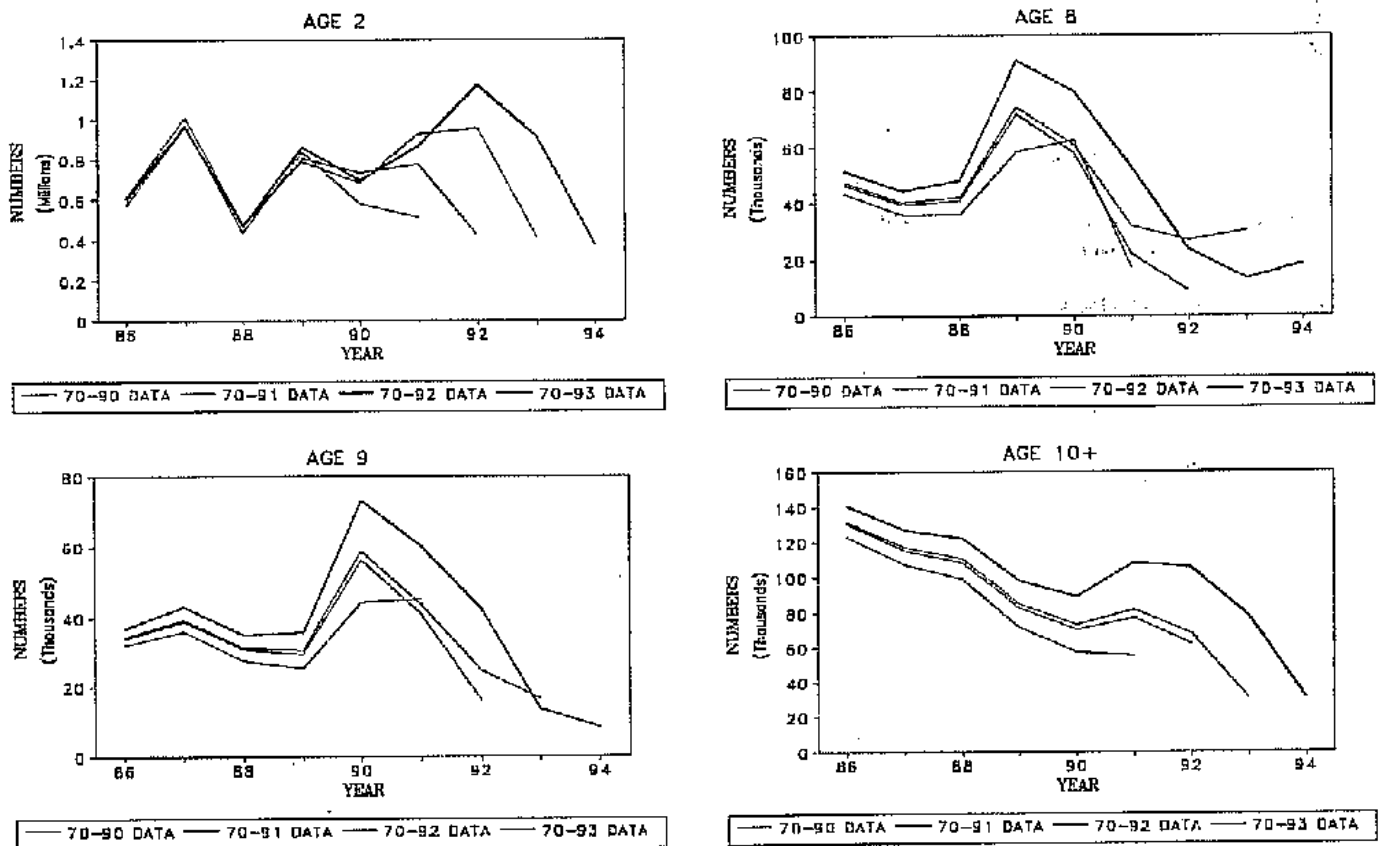 AGE 2
1.4
1.2
1
0.8
0.6
0.4
0.2
0
NUMBERS
(Millions)
86 88 90 92 94
YEAR
70-90 DATA 70-91 DATA 70-92 DATA 70-93 DATA
AGE 8
100
80
60
40
20
0
NUMBERS
(Thousands)
86 88 90 92 94
YEAR
70-90 DATA 70-91 DATA 70-92 DATA 70-93 DATA
AGE 9
80
60
40
20
0
NUMBERS
(Thousands)
86 88 90 92 94
YEAR
70-90 DATA 70-91 DATA 70-92 DATA 70-93 DATA
AGE 10+
160
140
120
100
80
60
40
20
0
NUMBERS
(Thousands)
86 88 90 92 94
YEAR
70-90 DATA 70-91 DATA 70-92 DATA 70-93 DATA